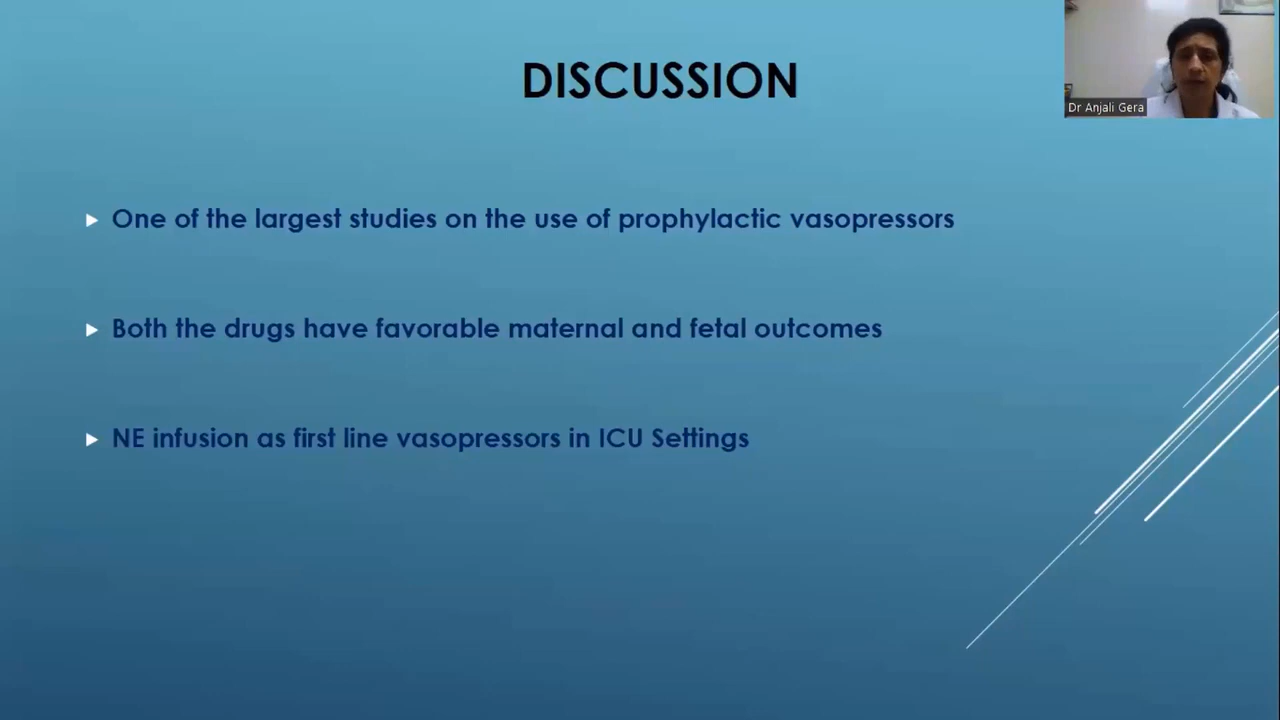 DISCUSSION
Dr Anjali Gera
One of the largest studies on the use of prophylactic vasopressors
Both the drugs have favorable maternal and fetal outcomes
NE infusion as first line vasopressors in ICU Settings